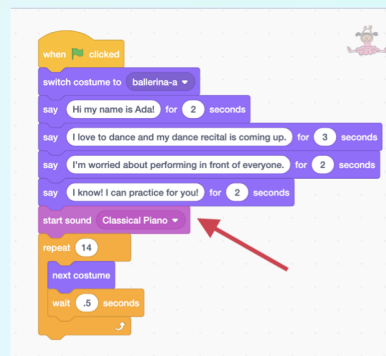 when clicked
switch costume to ballerina-a
say Hi my name is Ada! for 2 seconds
say I love to dance and my dance recital is coming up. for 3 seconds
say I'm worried about performing in front of everyone. for 2 seconds
say I know! I can practice for you! for 2 seconds
start sound Classical Piano
repeat 14
next costume
wait .5 seconds